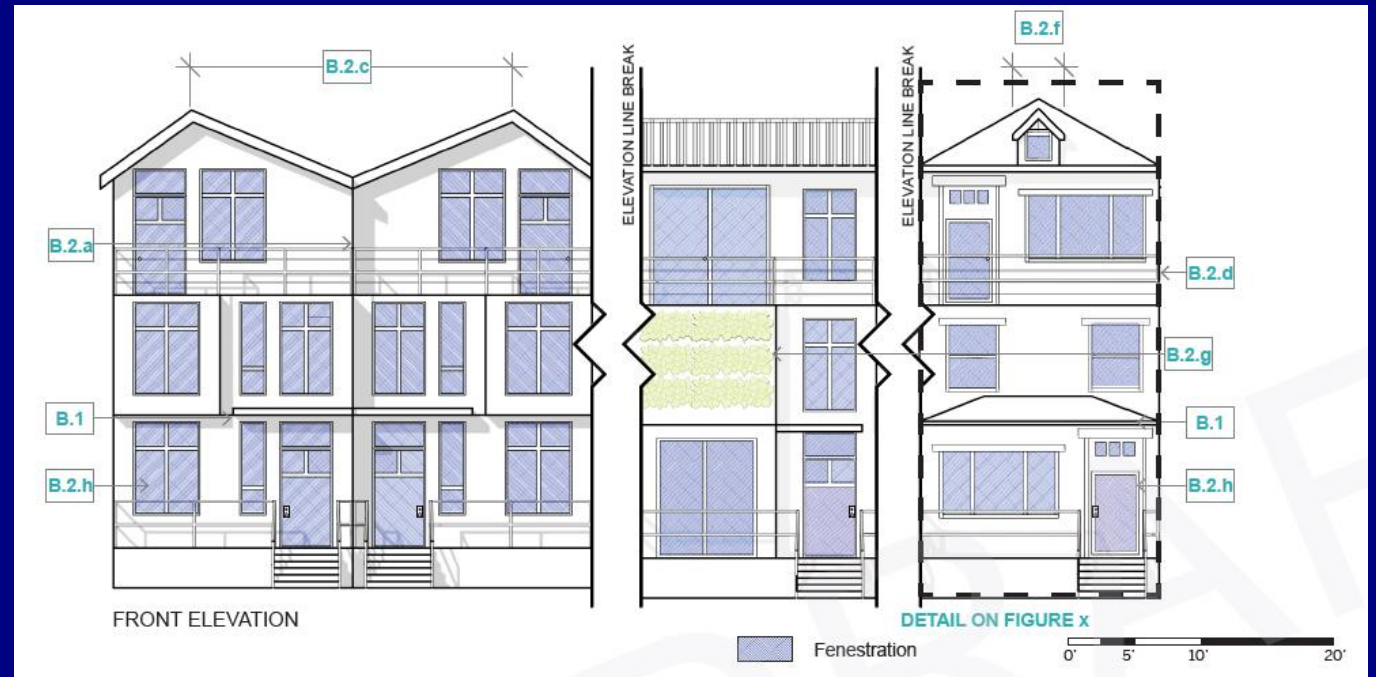 B.2.f
B.2.c
ELEVATION LINE BREAK
ELEVATION LINE BREAK
B.2.a
B.2.d
B.2.g
B.1
B.1
B.2.h
B.2.h
FRONT ELEVATION
DETAIL ON FIGURE x
Fenestration
0' 5' 10' 20'
DRAF